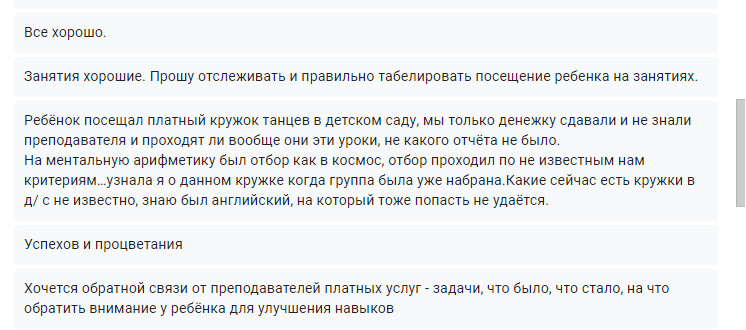 Все хорошо.
Занятия хорошие. Прошу отслеживать и правильно табелировать посещение ребенка на занятиях.
Ребёнок посещал платный кружок танцев в детском саду, мы только денежку сдавали и не знали
преподавателя и проходят ли вообще они эти уроки, не какого отчёта не было.
На ментальную арифметику был отбор как в космос, отбор проходил по не известным нам
критериям…узнала я о данном кружке когда группа была уже набрана.Какие сейчас есть кружки в
д/ с не известно, знаю был английский, на который тоже попасть не удаётся.
Успехов и процветания
Хочется обратной связи от преподавателей платных услуг - задачи, что было, что стало, на что
обратить внимание у ребёнка для улучшения навыков